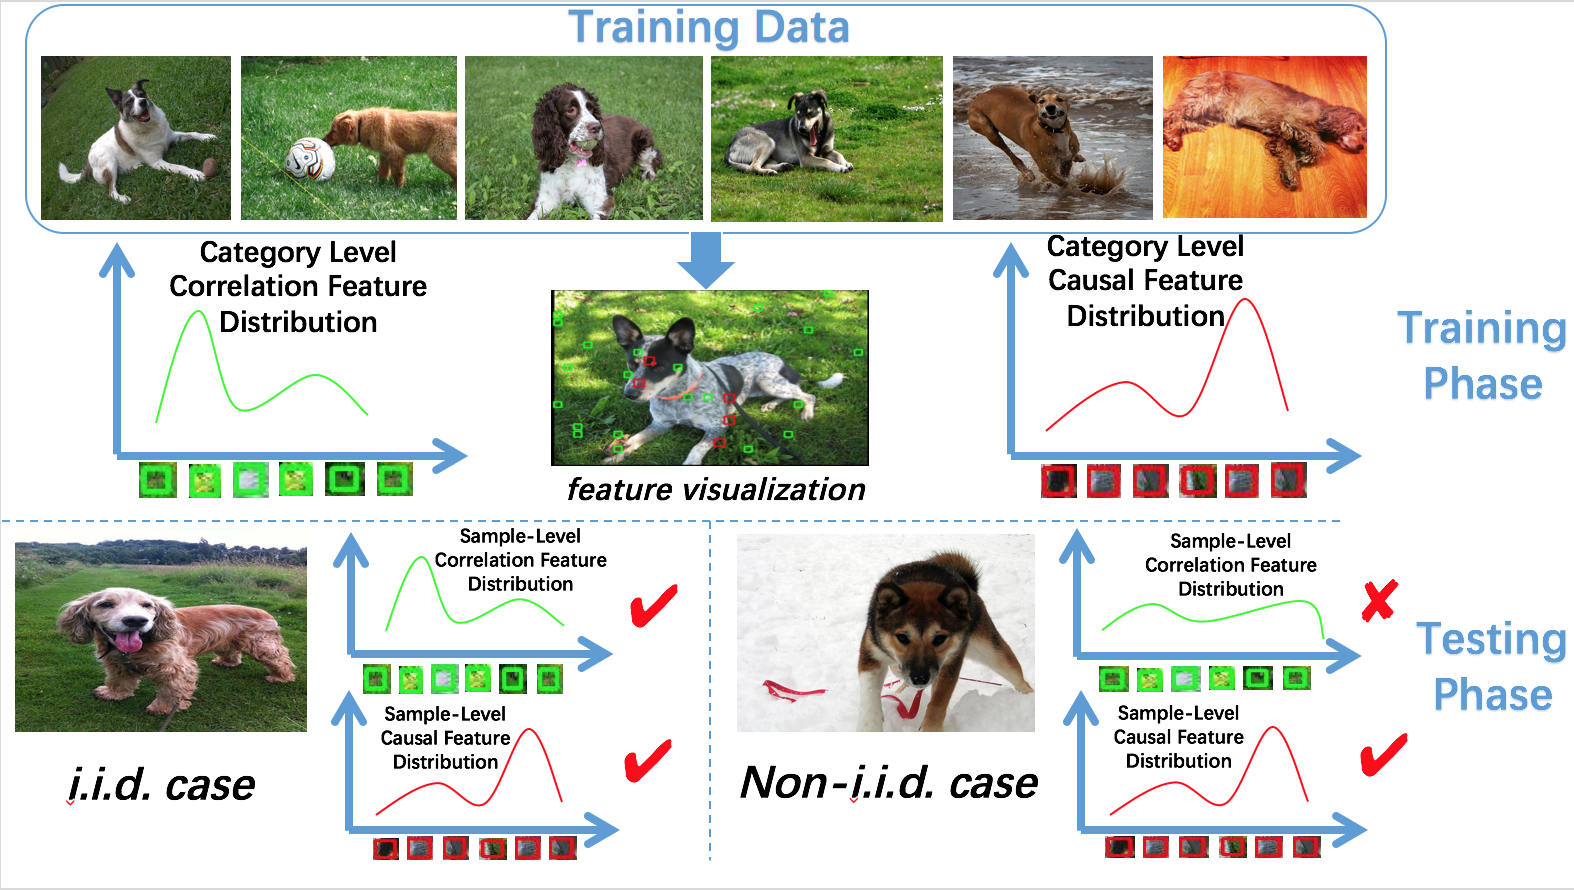 Training Data
Category Level
Correlation Feature
Distribution
Category Level
Causal Feature
Distribution
Training
Phase
feature visualization
Sample-Level
Correlation Feature
Distribution
Sample-Level
Causal Feature
Distribution
i.i.d. case
Sample-Level
Correlation Feature
Distribution
Sample-Level
Causal Feature
Distribution
Non-i.i.d. case
Testing
Phase